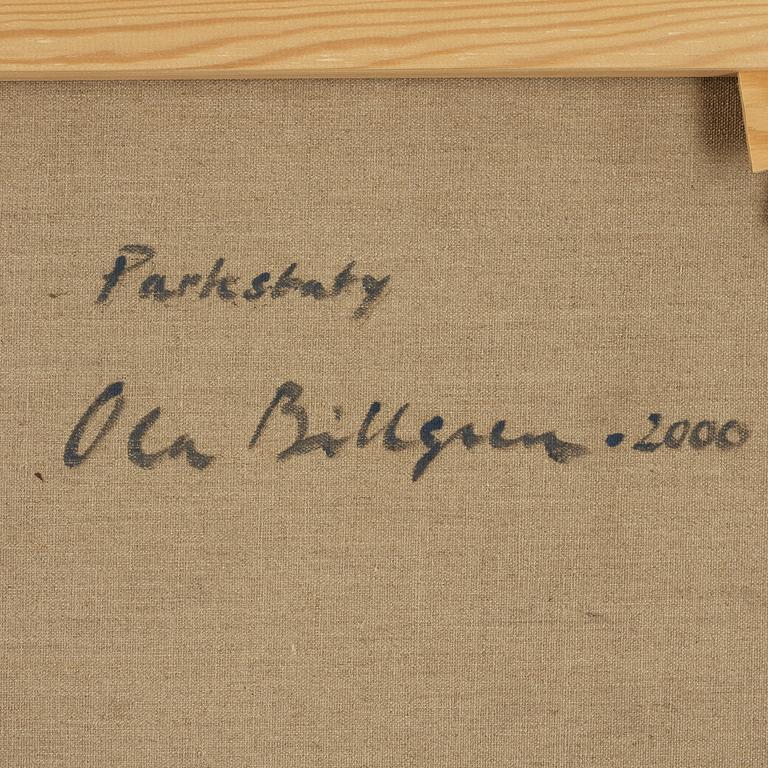 Parkstaty
Ola Billgren • 2000